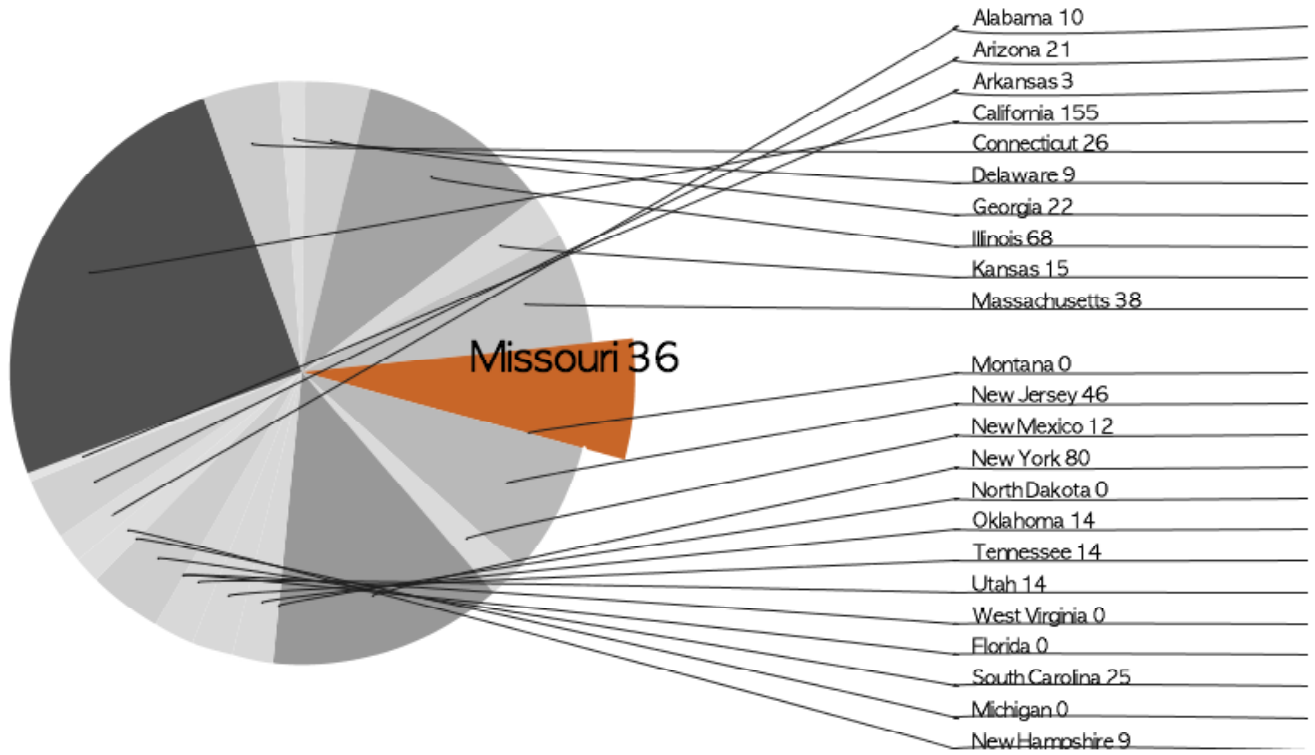 Alabama 10
Arizona 21
Arkansas 3
California 155
Connecticut 26
Delaware 9
Georgia 22
Illinois 68
Kansas 15
Massachusetts 38
Missouri 36
Montana 0
New Jersey 46
New Mexico 12
New York 80
North Dakota 0
Oklahoma 14
Tennessee 14
Utah 14
West Virginia 0
Florida 0
South Carolina 25
Michigan 0
New Hampshire 9